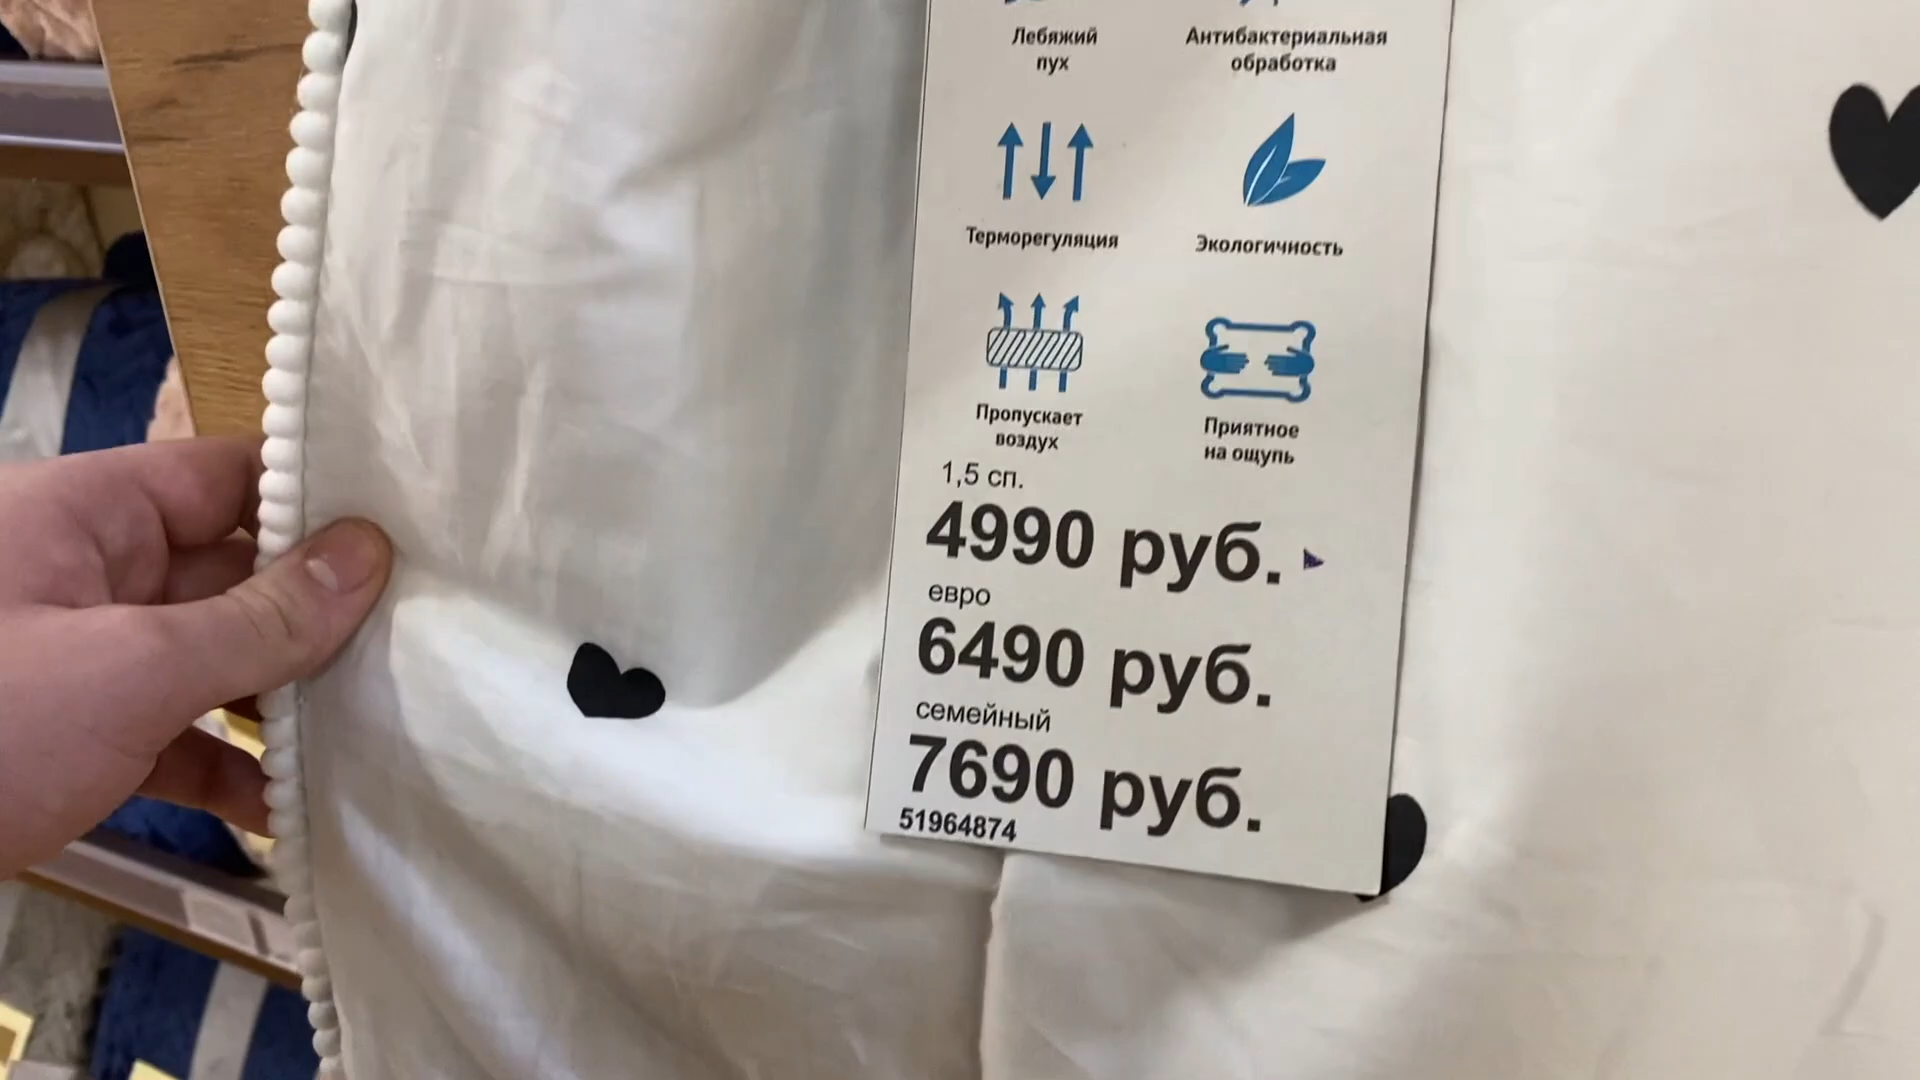 Лебяжий
пух
Антибактериальная
обработка
Терморегуляция
Экологичность
Пропускает
воздух
Приятное
на ощупь
1,5 сп.
4990 руб.
евро
6490 руб.
семейный
7690 руб.
51964874